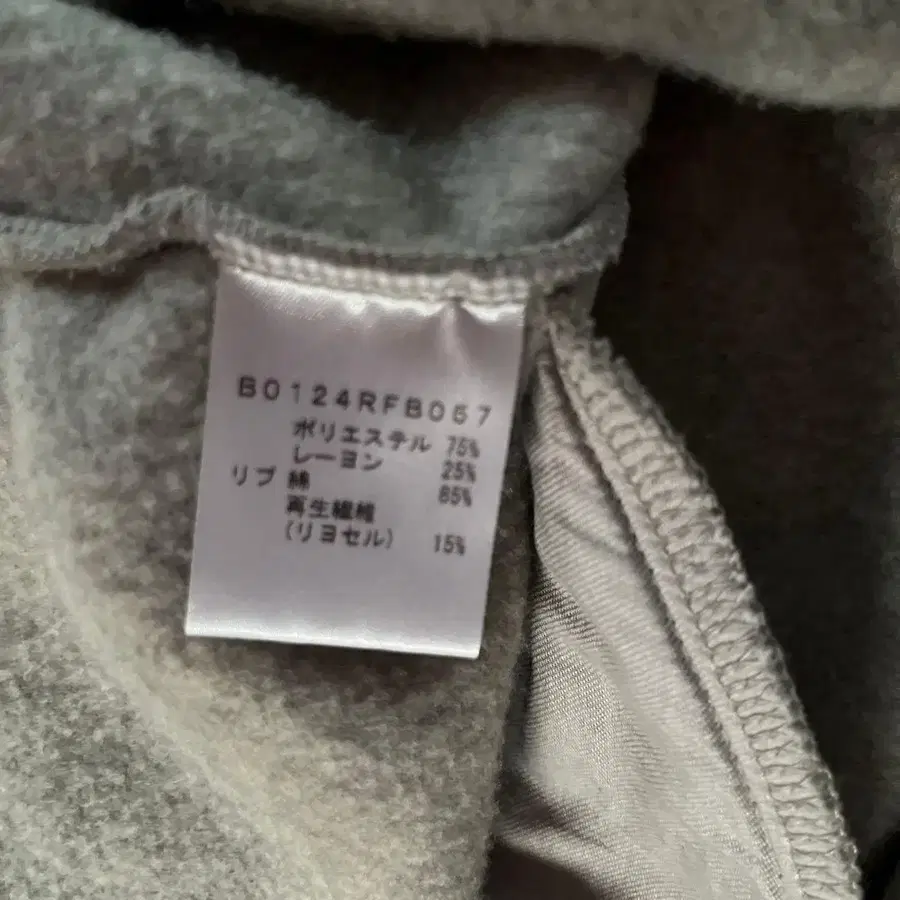 B0124RFB057
ポリエステル 75%
レーヨン 25%
リブ 綿 85%
再生繊維
(リヨセル) 15%